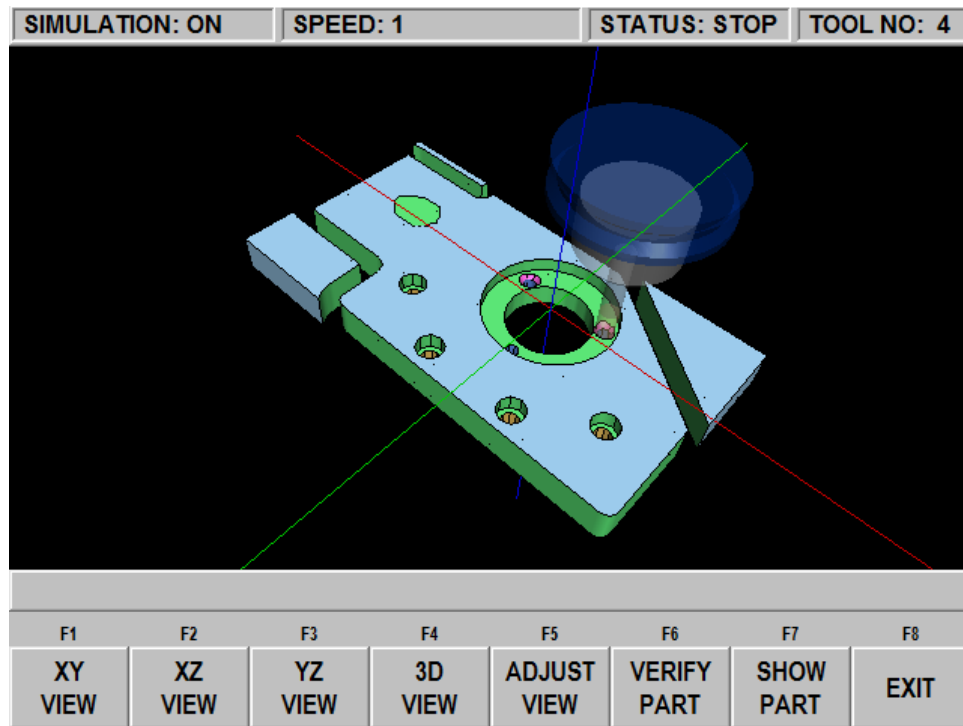 SIMULATION: ON SPEED: 1 STATUS: STOP TOOL NO: 4
F1 F2 F3 F4 F5 F6 F7 F8
XY VIEW
XZ VIEW
YZ VIEW
3D VIEW
ADJUST VIEW
VERIFY PART
SHOW PART
EXIT